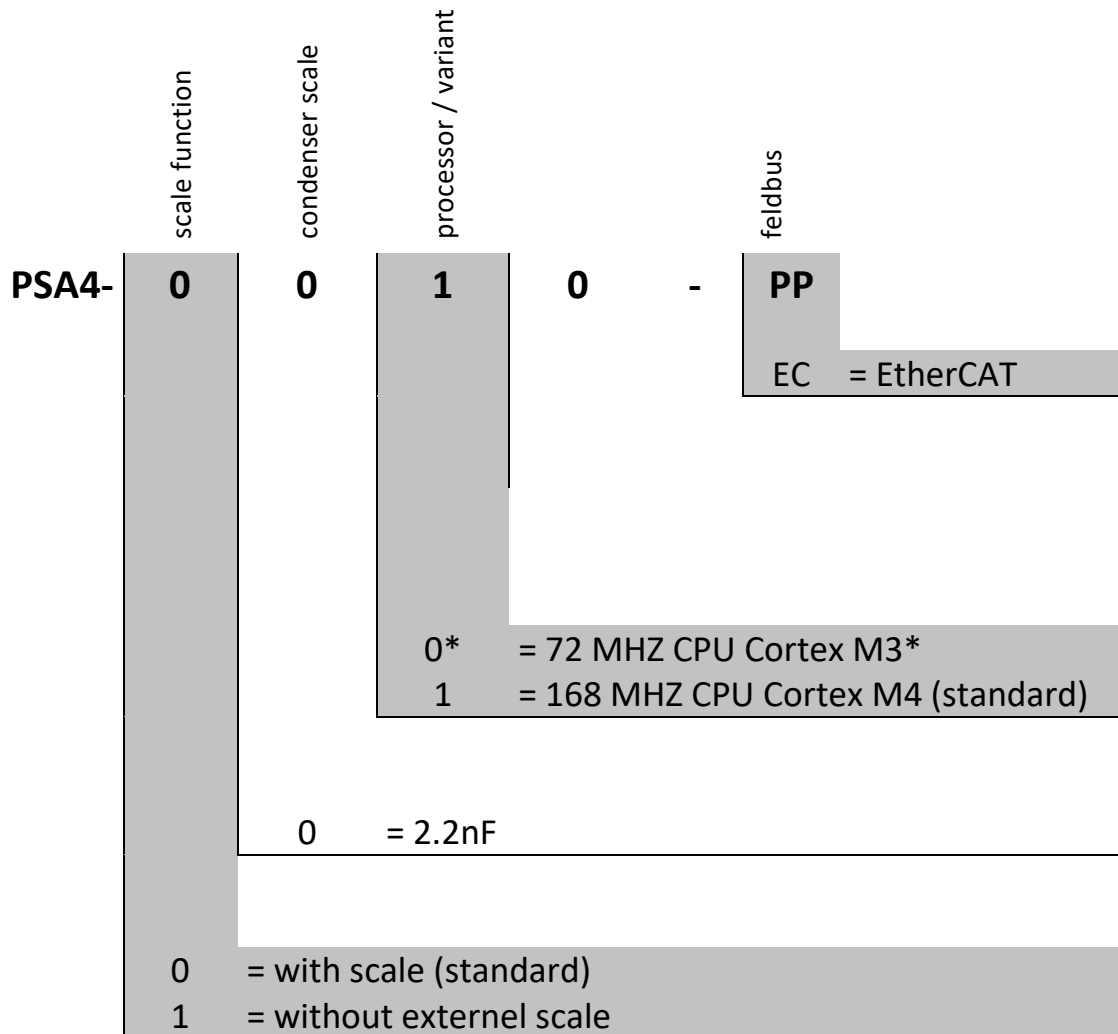 scale function
condenser scale
processor / variant
feldbus
PSA4- 0 0 1 0 - PP
EC = EtherCAT
0* = 72 MHZ CPU Cortex M3*
1 = 168 MHZ CPU Cortex M4 (standard)
0 = 2.2nF
0 = with scale (standard)
1 = without externel scale